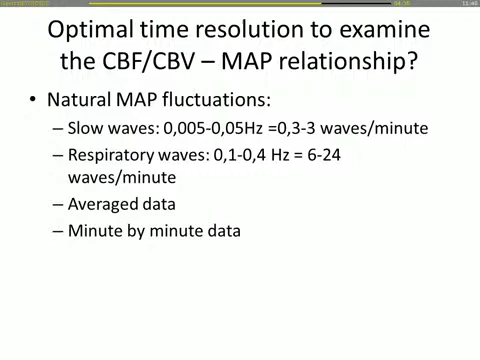 Optimal time resolution to examine
the CBF/CBV – MAP relationship?
• Natural MAP fluctuations:
– Slow waves: 0,005-0,05Hz =0,3-3 waves/minute
– Respiratory waves: 0,1-0,4 Hz = 6-24
waves/minute
– Averaged data
– Minute by minute data